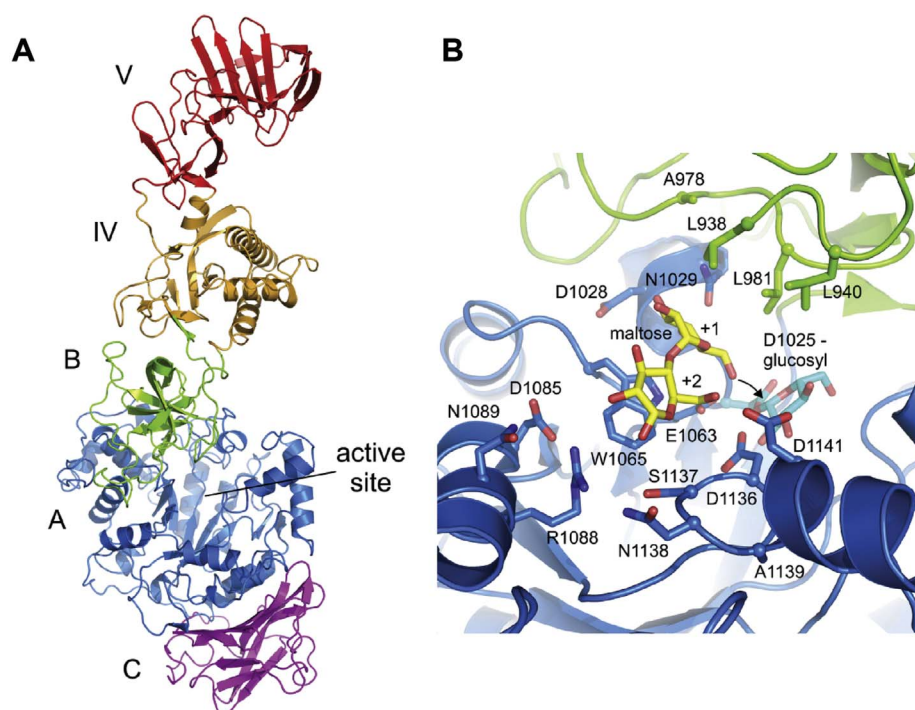 A
V
IV
B
A
active
site
C
B
A978
L938
N1029
L981
L940
D1028
maltose
+1
D1025 -
glucosyl
+2
D1085
N1089
E1063
D1141
W1065
S1137
D1136
R1088
N1138
A1139